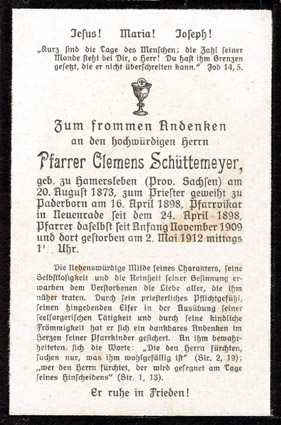 Jesus! Maria! Joseph!
„Kurz sind die Tage des Menschen; die Zahl seiner
Monde steht bei Dir, o Herr! Du hast ihm Grenzen
gesetzt, die er nicht überschreiten kann.“ Job 14, 5.
Zum frommen Andenken
an den hochwürdigen Herrn
Pfarrer Clemens Schüttemeyer,
geb. zu Hamersleben (Prov. Sachsen) am
20. August 1873, zum Priester geweiht zu
Paderborn am 16. April 1898, Pfarrvikar
in Neuenrade seit dem 24. April 1898,
Pfarrer daselbst seit Anfang November 1909
und dort gestorben am 2. Mai 1912 mittags
Uhr.
Die liebenswürdige Milde seines Charakters, seine
Selbstlosigkeit und die Reinheit seiner Gesinnung er-
warben dem Verstorbenen die Liebe aller, die ihm
näher traten. Durch sein priesterliches Pflichtgefühl,
seinen hingebenden Eifer in der Ausübung seiner
seelsorgerischen Tätigkeit und durch seine kindliche
Frömmigkeit hat er sich ein dankbares Andenken im
Herzen seiner Pfarrkinder gesichert. An ihm bewahr-
heiteten sich die Worte: „Die den Herrn fürchten,
suchen nur, was ihm wohlgefällig ist“ (Sir. 2, 19);
„wer den Herrn fürchtet, der wird gesegnet am Tage
seines Hinscheidens“ (Sir. 1, 13).
Er ruhe in Frieden!